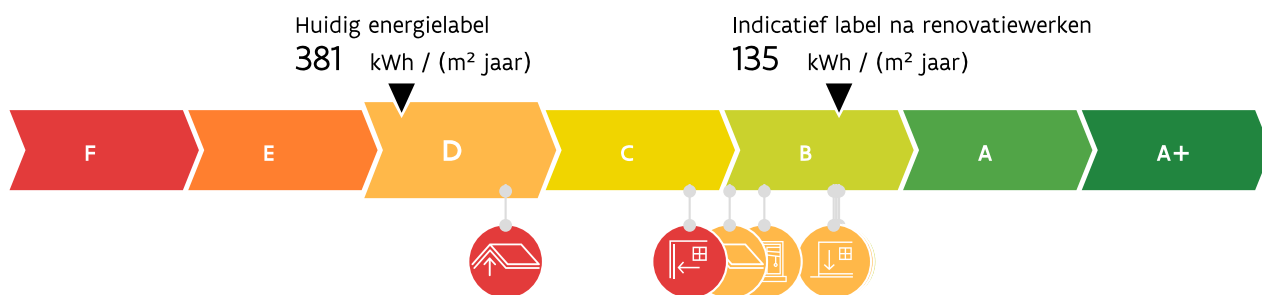 Huidig energielabel
381 kWh / (m² jaar)
Indicatief label na renovatiewerken
135 kWh / (m² jaar)
F E D C B A A+